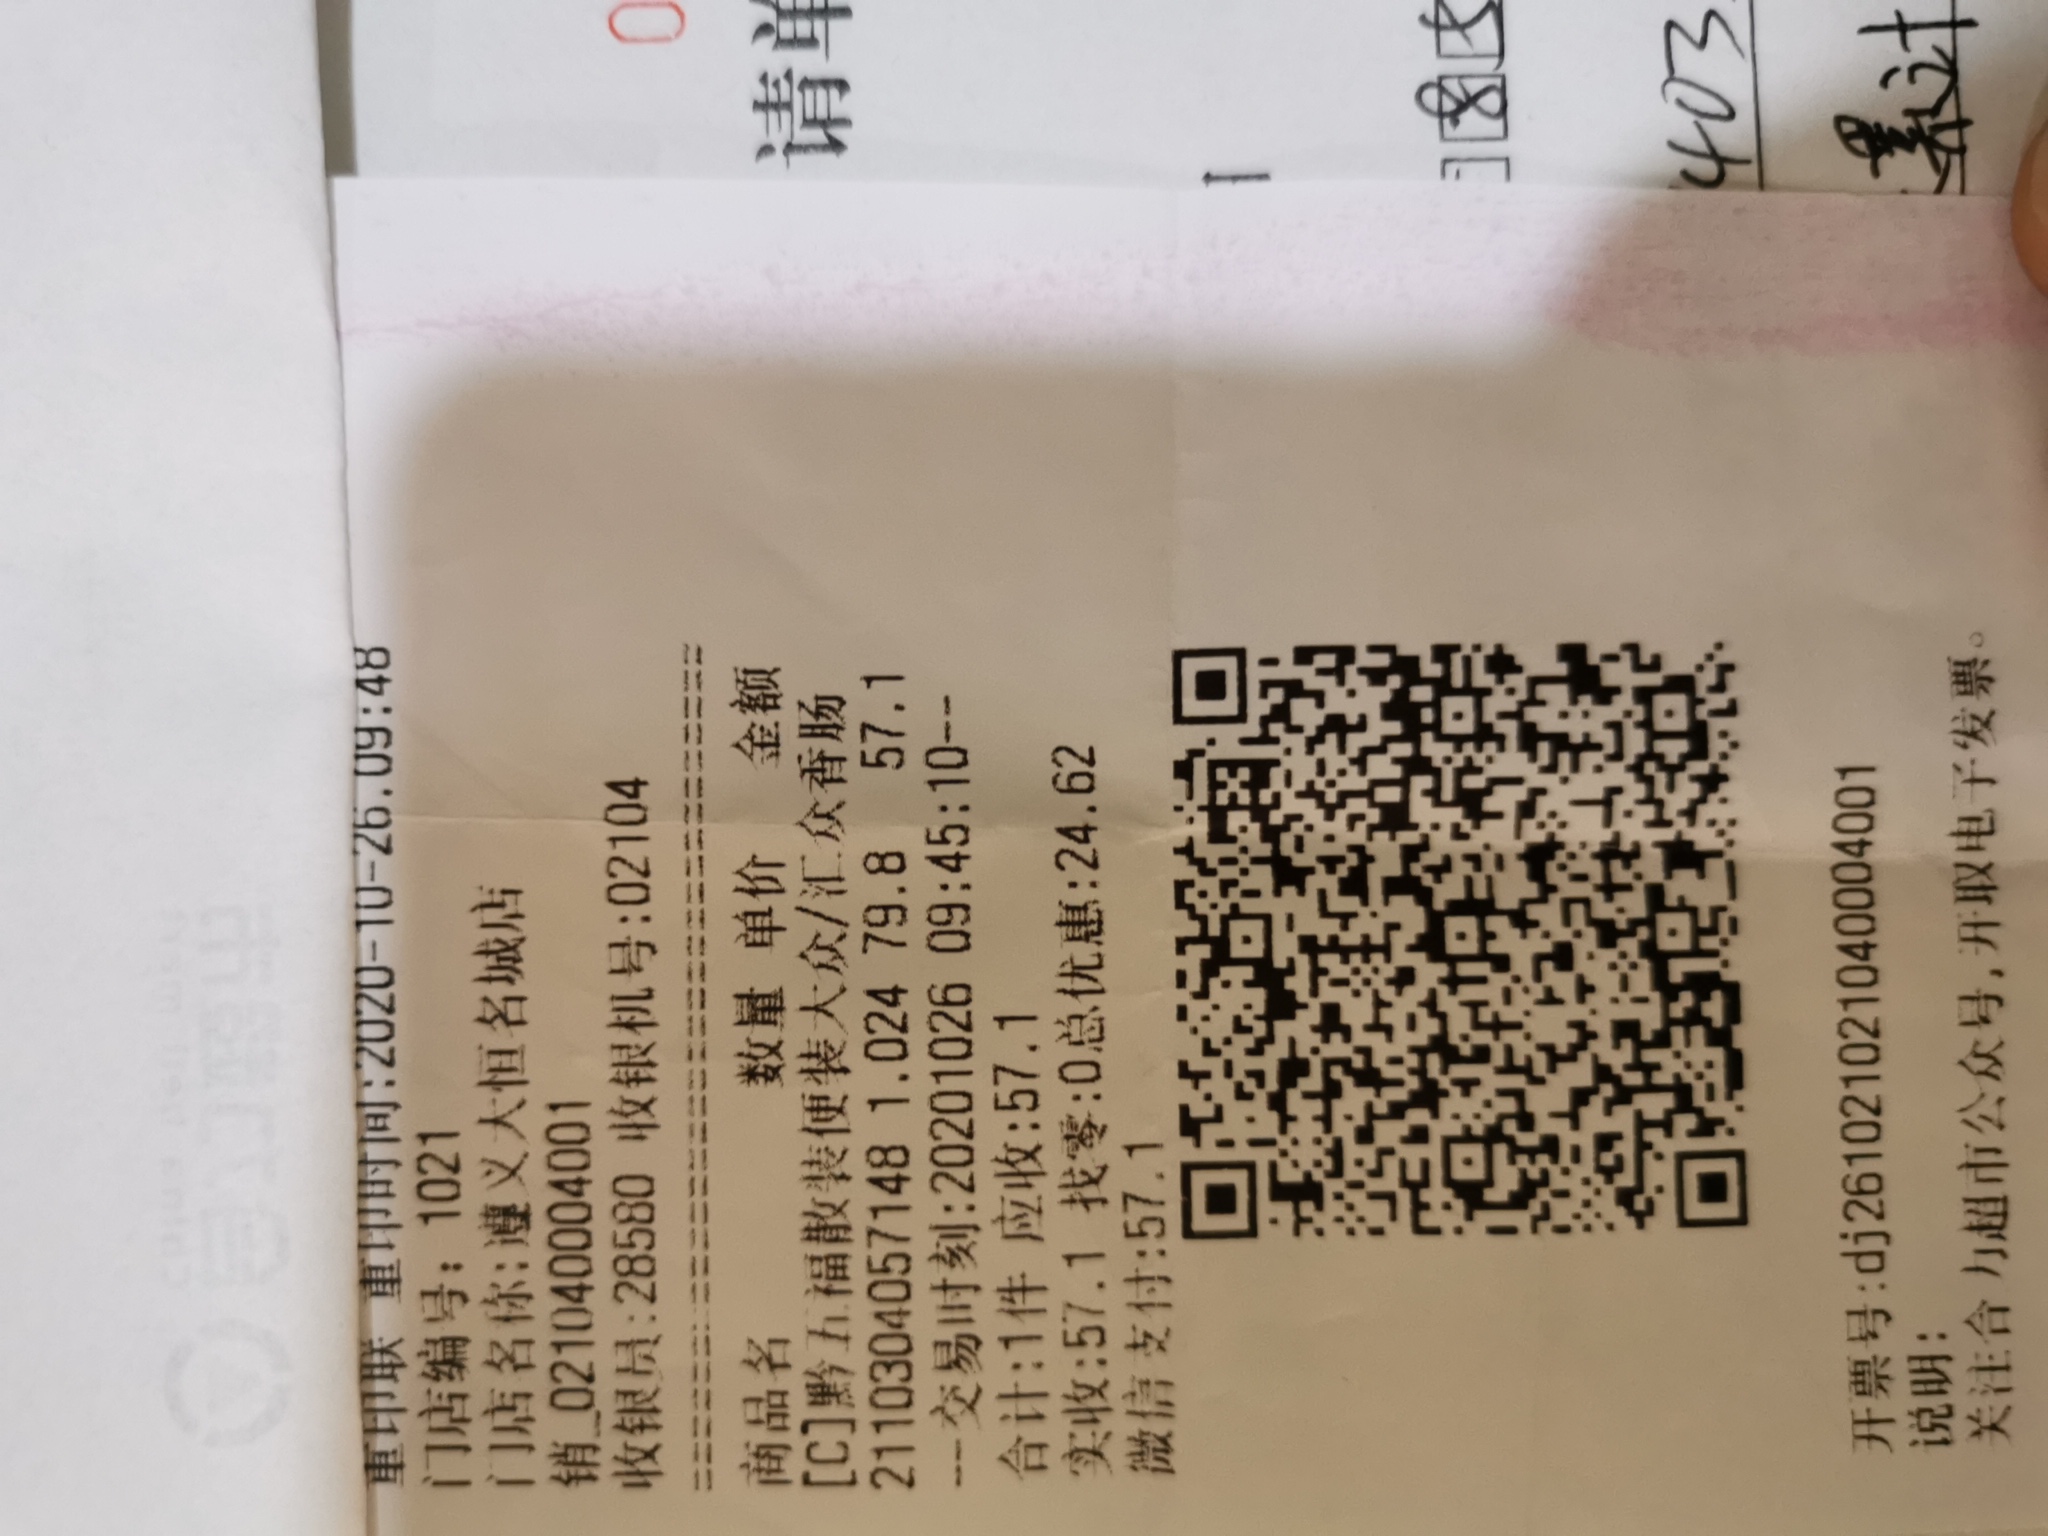 重印联 重印时间:2020-10-26.09:48
门店编号: 1021
门店名称:遵义大恒名城店
销_021040004001
收银员:28580 收银机号:02104
商品名 数量 单价 金额
[C]黔五福散装便装大众/汇众香肠
2110304057148 1.024 79.8 57.1
--交易时刻:20201026 09:45:10--
合计:1件 应收:57.1
实收:57.1 找零:0总优惠:24.62
微信支付:57.1
开票号:dj261021021040004001
说明:
关注合力超市公众号,开取电子发票。
请单
403